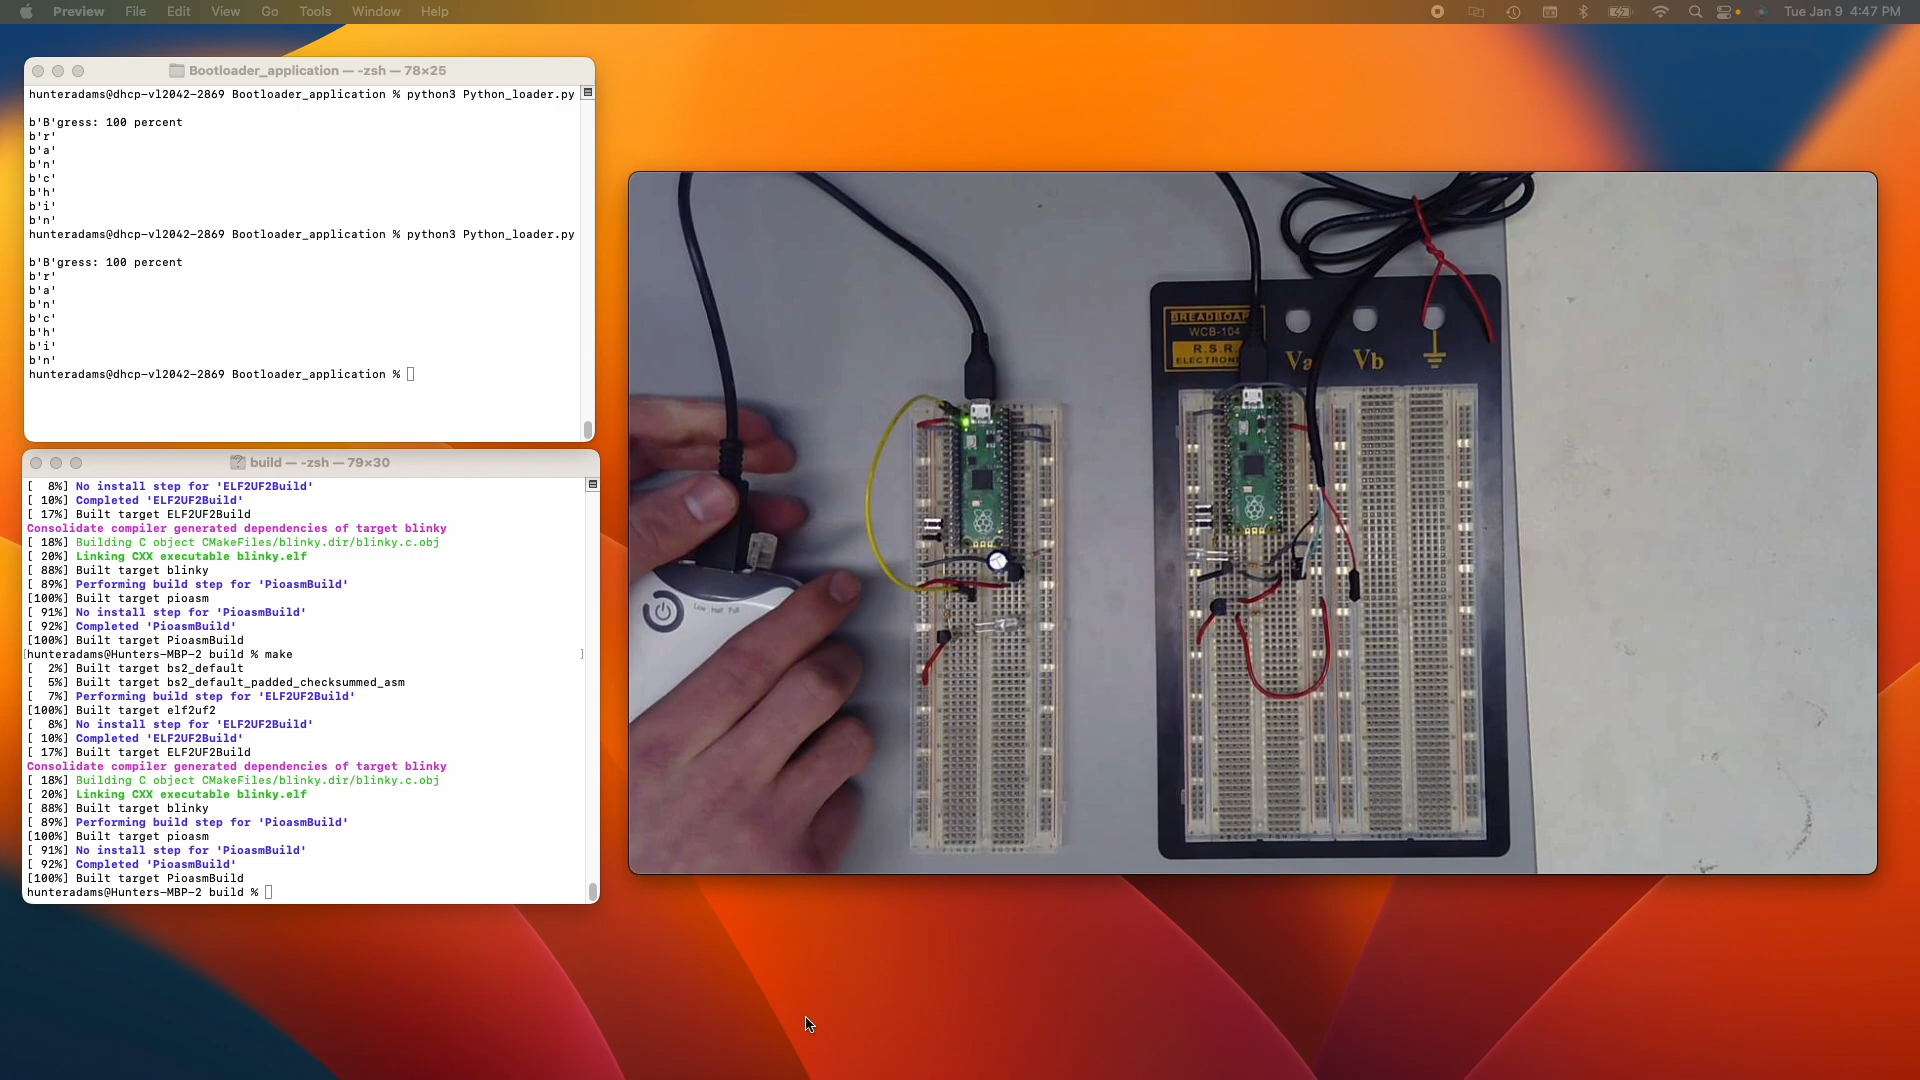 Preview File Edit View Go Tools Window Help
Tue Jan 9 4:47 PM
Bootloader_application — -zsh — 78×25
hunteradams@dhcp-vl2042-2869 Bootloader_application % python3 Python_loader.py
b'B'gress: 100 percent
b'r'
b'a'
b'n'
b'c'
b'h'
b'i'
b'n'
hunteradams@dhcp-vl2042-2869 Bootloader_application % python3 Python_loader.py
b'B'gress: 100 percent
b'r'
b'a'
b'n'
b'c'
b'h'
b'i'
b'n'
hunteradams@dhcp-vl2042-2869 Bootloader_application %
build — -zsh — 79×30
[  8%] No install step for 'ELF2UF2Build'
[ 10%] Completed 'ELF2UF2Build'
[ 17%] Built target ELF2UF2Build
Consolidate compiler generated dependencies of target blinky
[ 18%] Building C object CMakeFiles/blinky.dir/blinky.c.obj
[ 20%] Linking CXX executable blinky.elf
[ 88%] Built target blinky
[ 89%] Performing build step for 'PioasmBuild'
[100%] Built target pioasm
[ 91%] No install step for 'PioasmBuild'
[ 92%] Completed 'PioasmBuild'
[100%] Built target PioasmBuild
[hunteradams@Hunters-MBP-2 build % make ]
[  2%] Built target bs2_default
[  5%] Built target bs2_default_padded_checksummed_asm
[  7%] Performing build step for 'ELF2UF2Build'
[100%] Built target elf2uf2
[  8%] No install step for 'ELF2UF2Build'
[ 10%] Completed 'ELF2UF2Build'
[ 17%] Built target ELF2UF2Build
Consolidate compiler generated dependencies of target blinky
[ 18%] Building C object CMakeFiles/blinky.dir/blinky.c.obj
[ 20%] Linking CXX executable blinky.elf
[ 88%] Built target blinky
[ 89%] Performing build step for 'PioasmBuild'
[100%] Built target pioasm
[ 91%] No install step for 'PioasmBuild'
[ 92%] Completed 'PioasmBuild'
[100%] Built target PioasmBuild
hunteradams@Hunters-MBP-2 build %
WCB-104
R.S.R.
Va Vb
Low Half Full